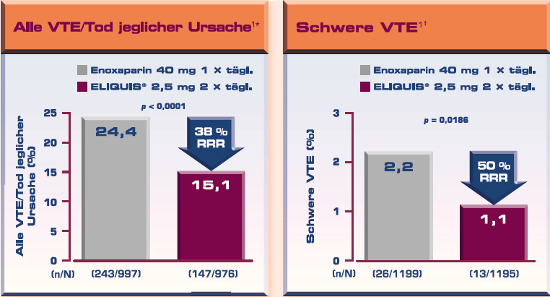 Alle VTE/Tod jeglicher Ursache¹*
Enoxaparin 40 mg 1 × tägl.
ELIQUIS® 2,5 mg 2 × tägl.
p < 0,0001
Alle VTE/Tod jeglicher
Ursache (%)
25
20
15
10
5
0
24,4
38 %
RRR
15,1
(n/N)
(243/997)
(147/976)
Schwere VTE¹†
Enoxaparin 40 mg 1 × tägl.
ELIQUIS® 2,5 mg 2 × tägl.
p = 0,0186
Schwere VTE (%)
3
2
1
0
2,2
50 %
RRR
1,1
(n/N)
(26/1199)
(13/1195)